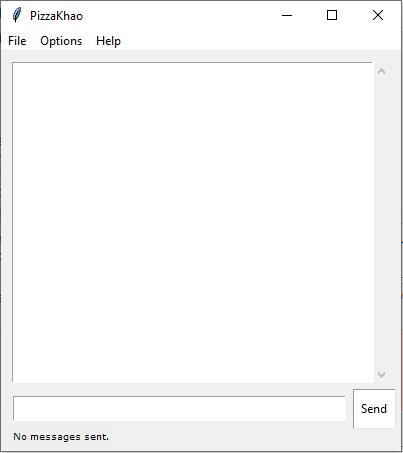 PizzaKhao
File Options Help
Send
No messages sent.